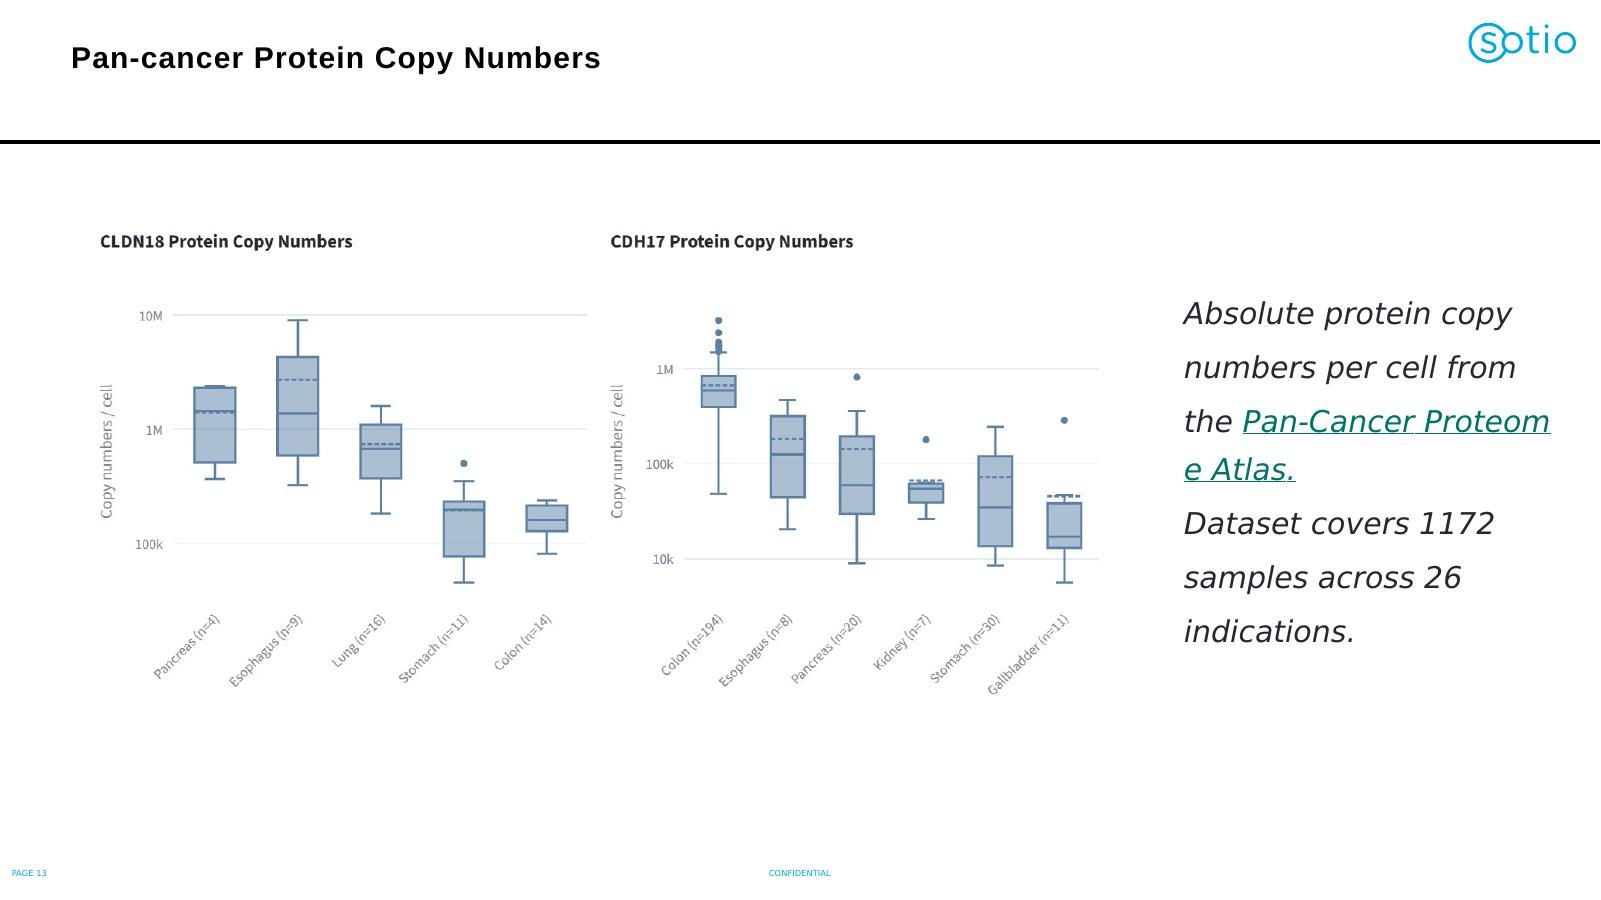 Pan-cancer Protein Copy Numbers
sotio
CLDN18 Protein Copy Numbers
10M
1M
100k
Copy numbers / cell
Pancreas (n=4)
Esophagus (n=9)
Lung (n=16)
Stomach (n=11)
Colon (n=14)
CDH17 Protein Copy Numbers
1M
100k
10k
Copy numbers / cell
Colon (n=194)
Esophagus (n=8)
Pancreas (n=20)
Kidney (n=7)
Stomach (n=30)
Gallbladder (n=11)
Absolute protein copy
numbers per cell from
the Pan-Cancer Proteom
e Atlas.
Dataset covers 1172
samples across 26
indications.
PAGE 13
CONFIDENTIAL